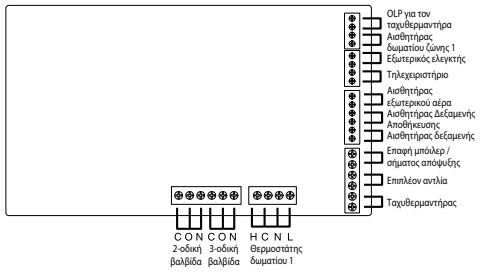 OLP για τον
ταχυθερμαντήρα
Αισθητήρας
δωματίου ζώνης 1
Εξωτερικός ελεγκτής
Τηλεχειριστήριο
Αισθητήρας
εξωτερικού αέρα
Αισθητήρας Δεξαμενής
Αποθήκευσης
Αισθητήρας δεξαμενής
Επαφή μπόιλερ /
σήματος απόψυξης
Επιπλέον αντλία
Ταχυθερμαντήρας
C O N C O N H C N L
2-οδική 3-οδική Θερμοστάτης
βαλβίδα βαλβίδα δωματίου 1